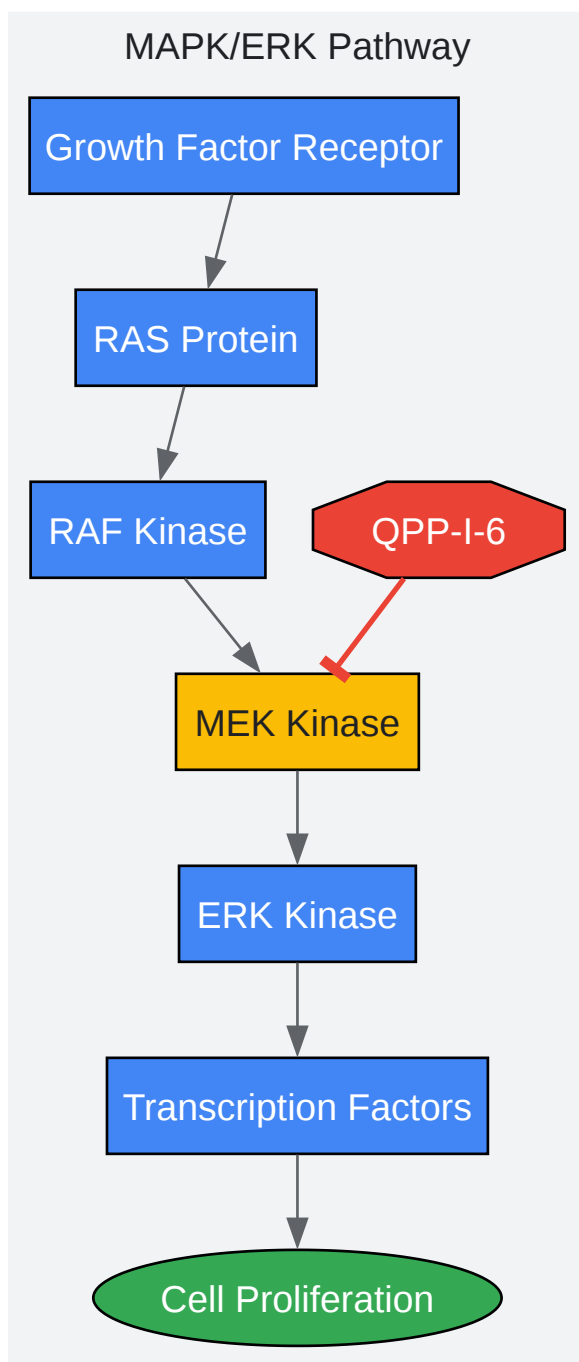 MAPK/ERK Pathway
Growth Factor Receptor
RAS Protein
RAF Kinase
QPP-I-6
MEK Kinase
ERK Kinase
Transcription Factors
Cell Proliferation